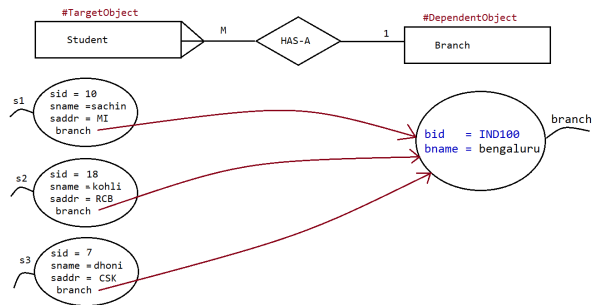 #TargetObject
#DependentObject
Student
M
HAS-A
1
Branch
s1
sid = 10
sname =sachin
saddr = MI
branch
bid = IND100
bname = bengaluru
branch
s2
sid = 18
sname =kohli
saddr = RCB
branch
s3
sid = 7
sname =dhoni
saddr = CSK
branch